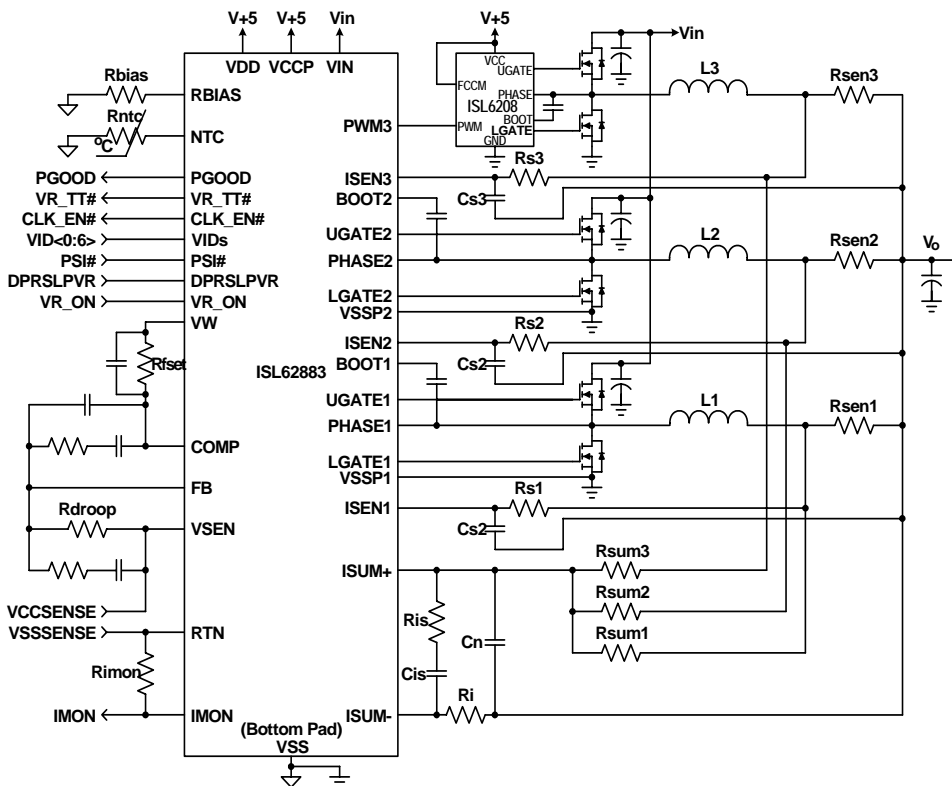 V+5 V+5 Vin
V+5
Vin
VDD VCCP VIN
VCC
UGATE
FCCM
PHASE
ISL6208
BOOT
PWM
LGATE
GND
L3
Rsen3
Rbias
RBIAS
Rntc
°C
NTC
PWM3
PGOOD PGOOD
VR_TT# VR_TT#
CLK_EN# CLK_EN#
VID<0:6> VIDs
PSI# PSI#
DPRSLPVR DPRSLPVR
VR_ON VR_ON
VW
Rfset
ISL62883
ISEN3
Rs3
Cs3
BOOT2
UGATE2
PHASE2
L2
Rsen2
Vo
LGATE2
VSSP2
ISEN2
Rs2
Cs2
BOOT1
UGATE1
PHASE1
L1
Rsen1
LGATE1
VSSP1
ISEN1
Rs1
Cs2
COMP
FB
Rdroop
VSEN
VCCSENSE
VSSSENSE
RTN
Rimon
IMON IMON
ISUM+
Rsum3
Rsum2
Rsum1
Ris
Cn
Cis
Ri
ISUM-
(Bottom Pad)
VSS